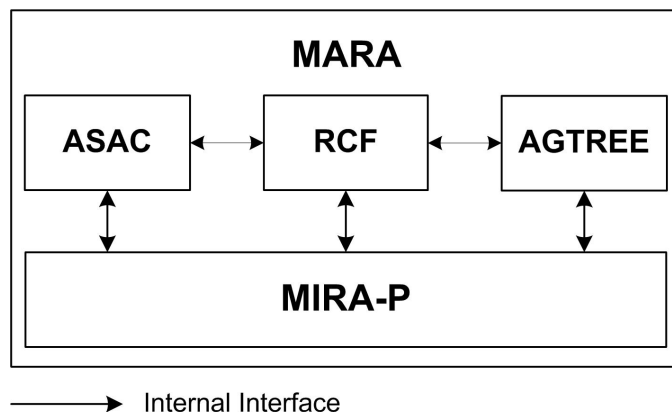 MARA
ASAC
RCF
AGTREE
MIRA-P
Internal Interface